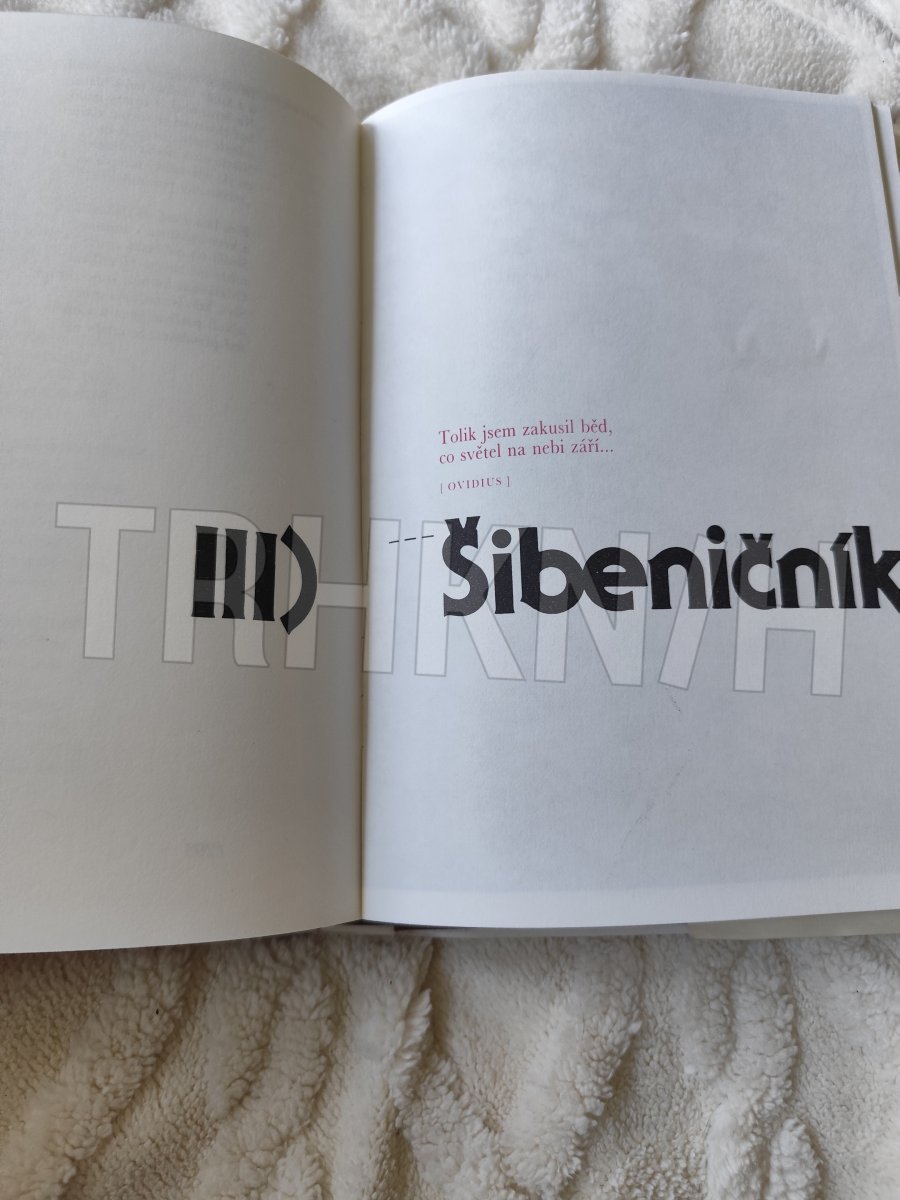 Tolik jsem zakusil běd,
co světel na nebi září...
[ OVIDIUS ]
III) --- Šibeničník
TRHKNIH